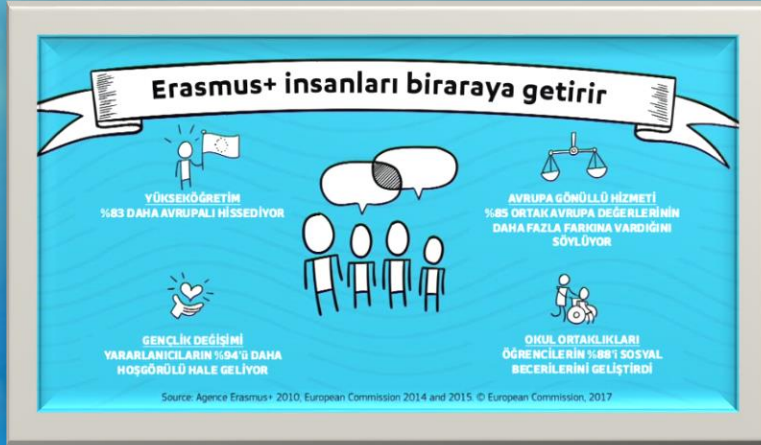 Erasmus+ insanları biraraya getirir
YÜKSEKÖĞRETİM
%83 DAHA AVRUPALI HİSSEDİYOR
AVRUPA GÖNÜLLÜ HİZMETİ
%85 ORTAK AVRUPA DEĞERLERİNİN
DAHA FAZLA FARKINA VARDIĞINI
SÖYLÜYOR
GENÇLİK DEĞİŞİMİ
YARARLANICILARIN %94'ü DAHA
HOŞGÖRÜLÜ HALE GELİYOR
OKUL ORTAKLIKLARI
ÖĞRENCİLERİN %88'i SOSYAL
BECERİLERİNİ GELİŞTİRDİ
Source: Agence Erasmus+ 2010, European Commission 2014 and 2015. © European Commission, 2017